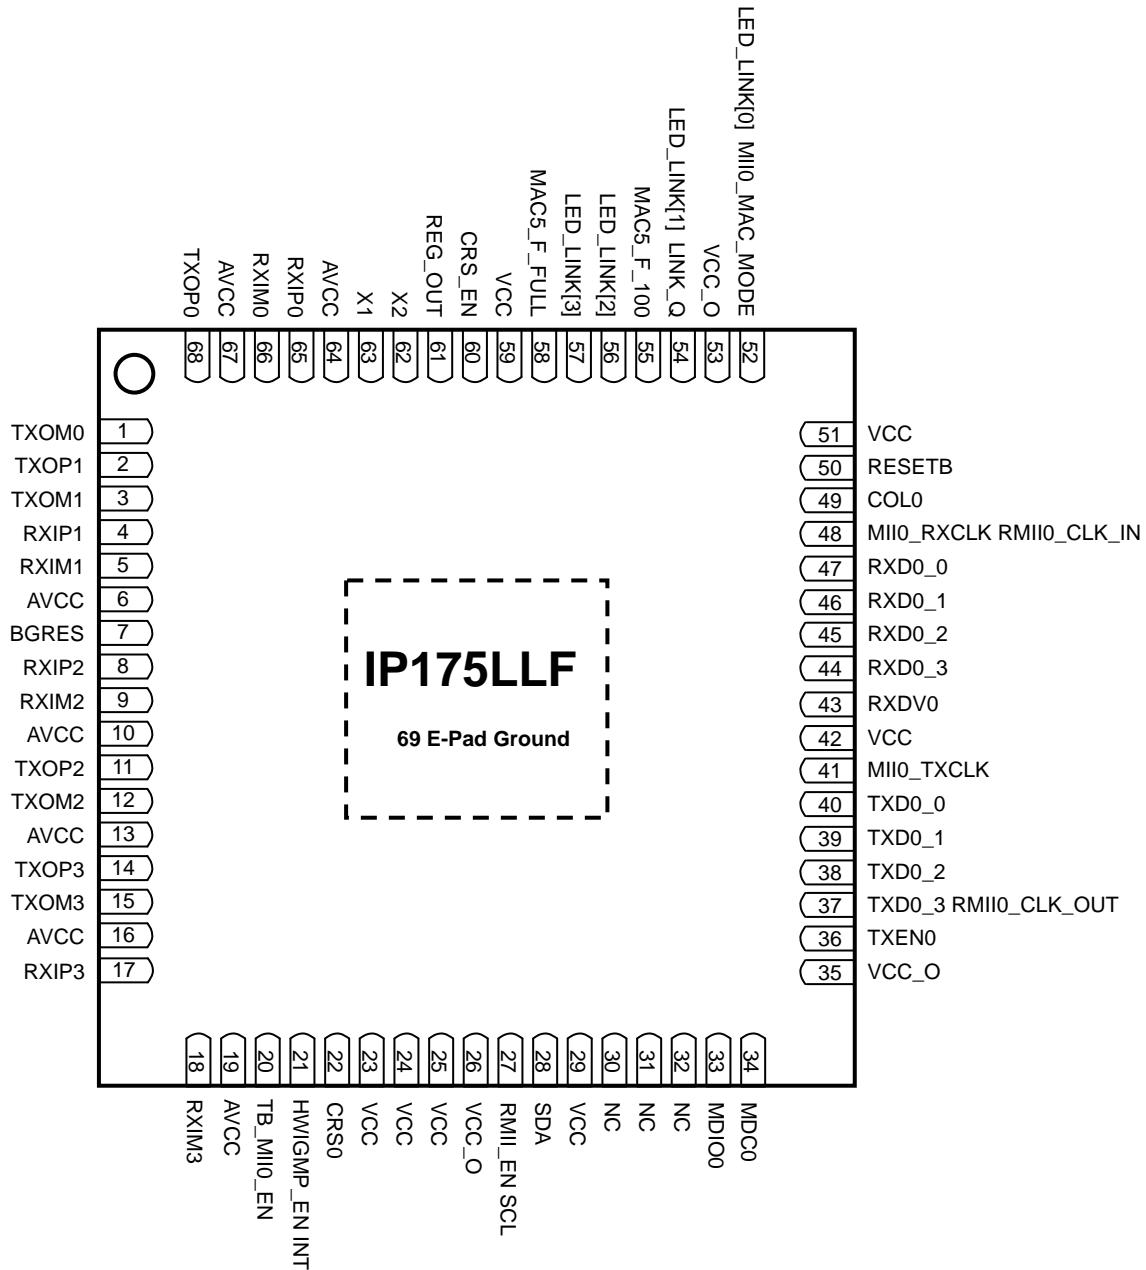 LED_LINK[0] MII0_MAC_MODE
VCC_O
LED_LINK[1] LINK_Q
MAC5_F_100
LED_LINK[2]
LED_LINK[3]
MAC5_F_FULL
VCC
CRS_EN
REG_OUT
X2
X1
AVCC
RXIP0
RXIM0
AVCC
TXOP0
68
67
66
65
64
63
62
61
60
59
58
57
56
55
54
53
52
TXOM0 1
TXOP1 2
TXOM1 3
RXIP1 4
RXIM1 5
AVCC 6
BGRES 7
RXIP2 8
RXIM2 9
AVCC 10
TXOP2 11
TXOM2 12
AVCC 13
TXOP3 14
TXOM3 15
AVCC 16
RXIP3 17
IP175LLF
69 E-Pad Ground
51 VCC
50 RESETB
49 COL0
48 MII0_RXCLK RMII0_CLK_IN
47 RXD0_0
46 RXD0_1
45 RXD0_2
44 RXD0_3
43 RXDV0
42 VCC
41 MII0_TXCLK
40 TXD0_0
39 TXD0_1
38 TXD0_2
37 TXD0_3 RMII0_CLK_OUT
36 TXEN0
35 VCC_O
18
19
20
21
22
23
24
25
26
27
28
29
30
31
32
33
34
RXIM3
AVCC
TB_MII0_EN
HWIGMP_EN INT
CRS0
VCC
VCC
VCC
VCC_O
RMII_EN SCL
SDA
VCC
NC
NC
NC
MDIO0
MDC0